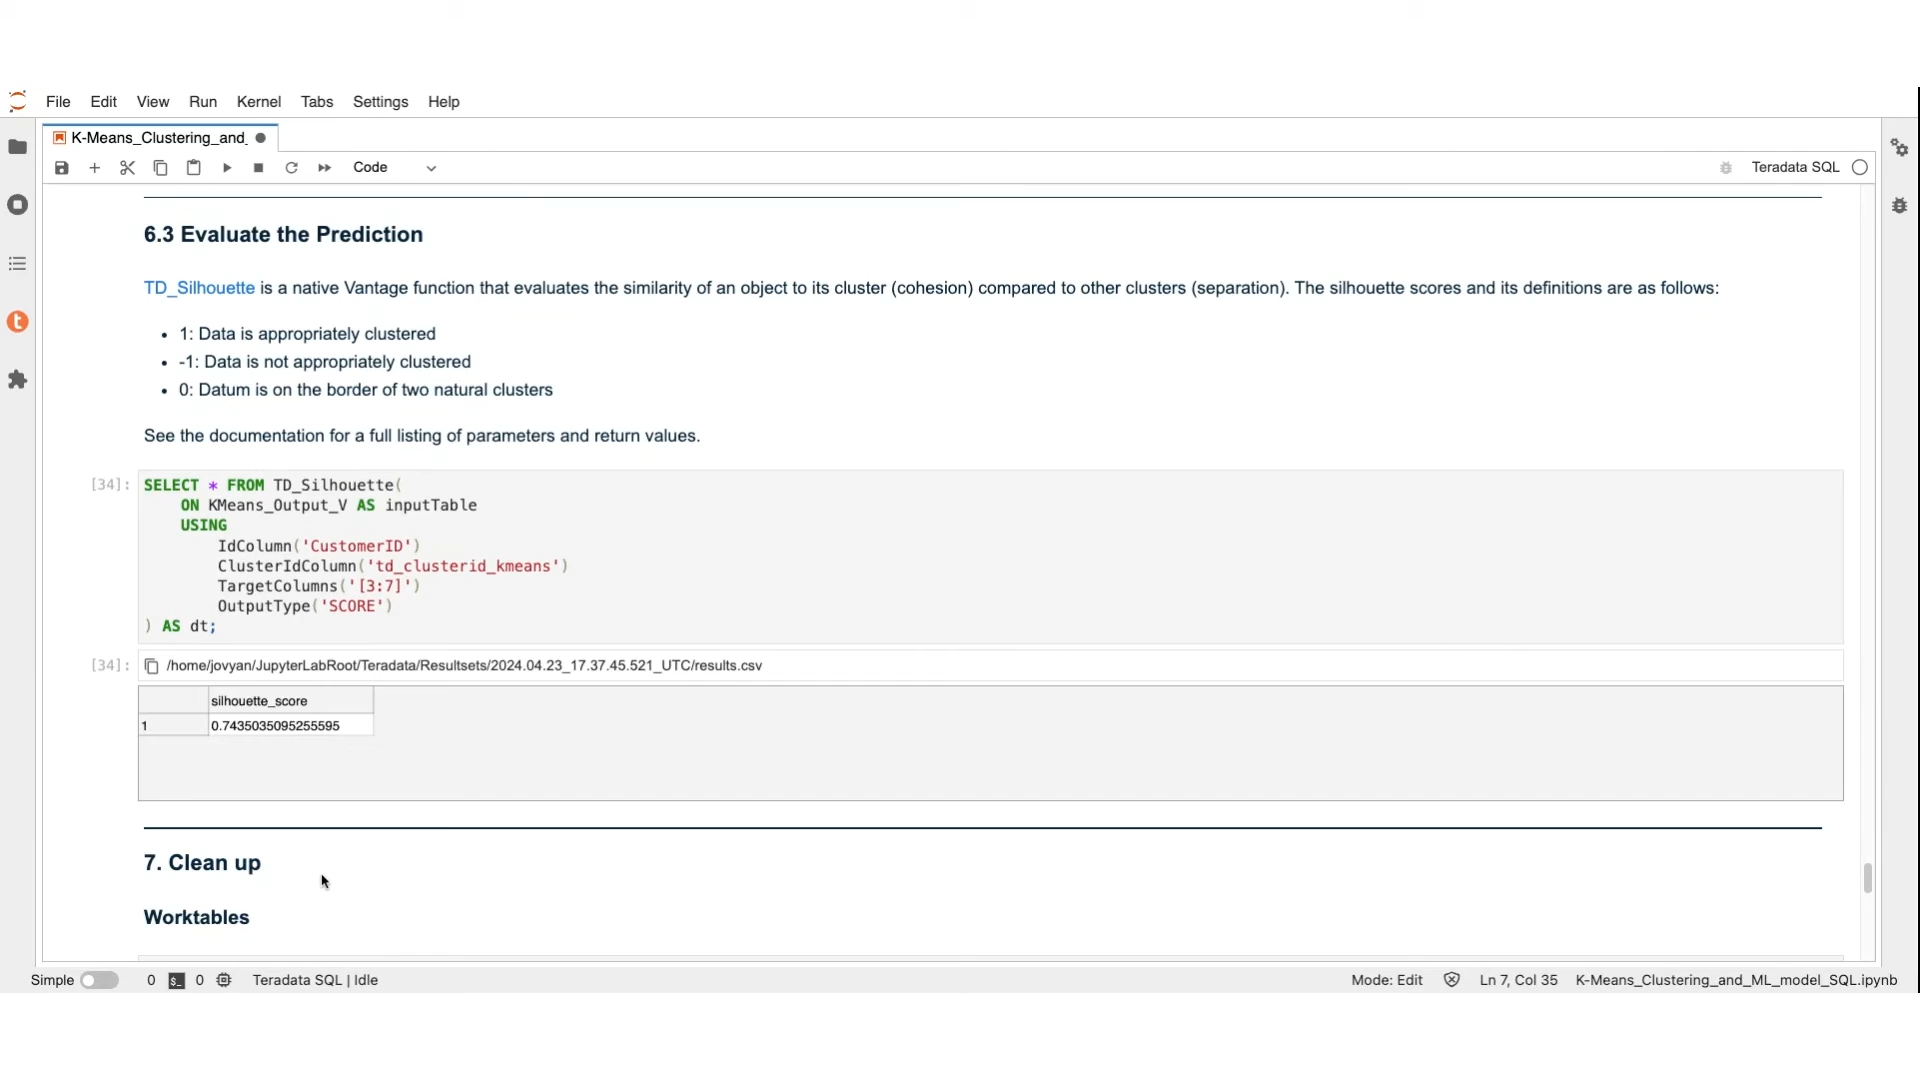 File Edit View Run Kernel Tabs Settings Help
K-Means_Clustering_and_
Code
Teradata SQL
6.3 Evaluate the Prediction
TD_Silhouette is a native Vantage function that evaluates the similarity of an object to its cluster (cohesion) compared to other clusters (separation). The silhouette scores and its definitions are as follows:
• 1: Data is appropriately clustered
• -1: Data is not appropriately clustered
• 0: Datum is on the border of two natural clusters
See the documentation for a full listing of parameters and return values.
[34]: SELECT * FROM TD_Silhouette(
ON KMeans_Output_V AS inputTable
USING
IdColumn('CustomerID')
ClusterIdColumn('td_clusterid_kmeans')
TargetColumns('[3:7]')
OutputType('SCORE')
) AS dt;
[34]: /home/jovyan/JupyterLabRoot/Teradata/Resultsets/2024.04.23_17.37.45.521_UTC/results.csv
silhouette_score
1 0.7435035095255595
7. Clean up
Worktables
Simple 0 $_ 0 Teradata SQL | Idle Mode: Edit Ln 7, Col 35 K-Means_Clustering_and_ML_model_SQL.ipynb